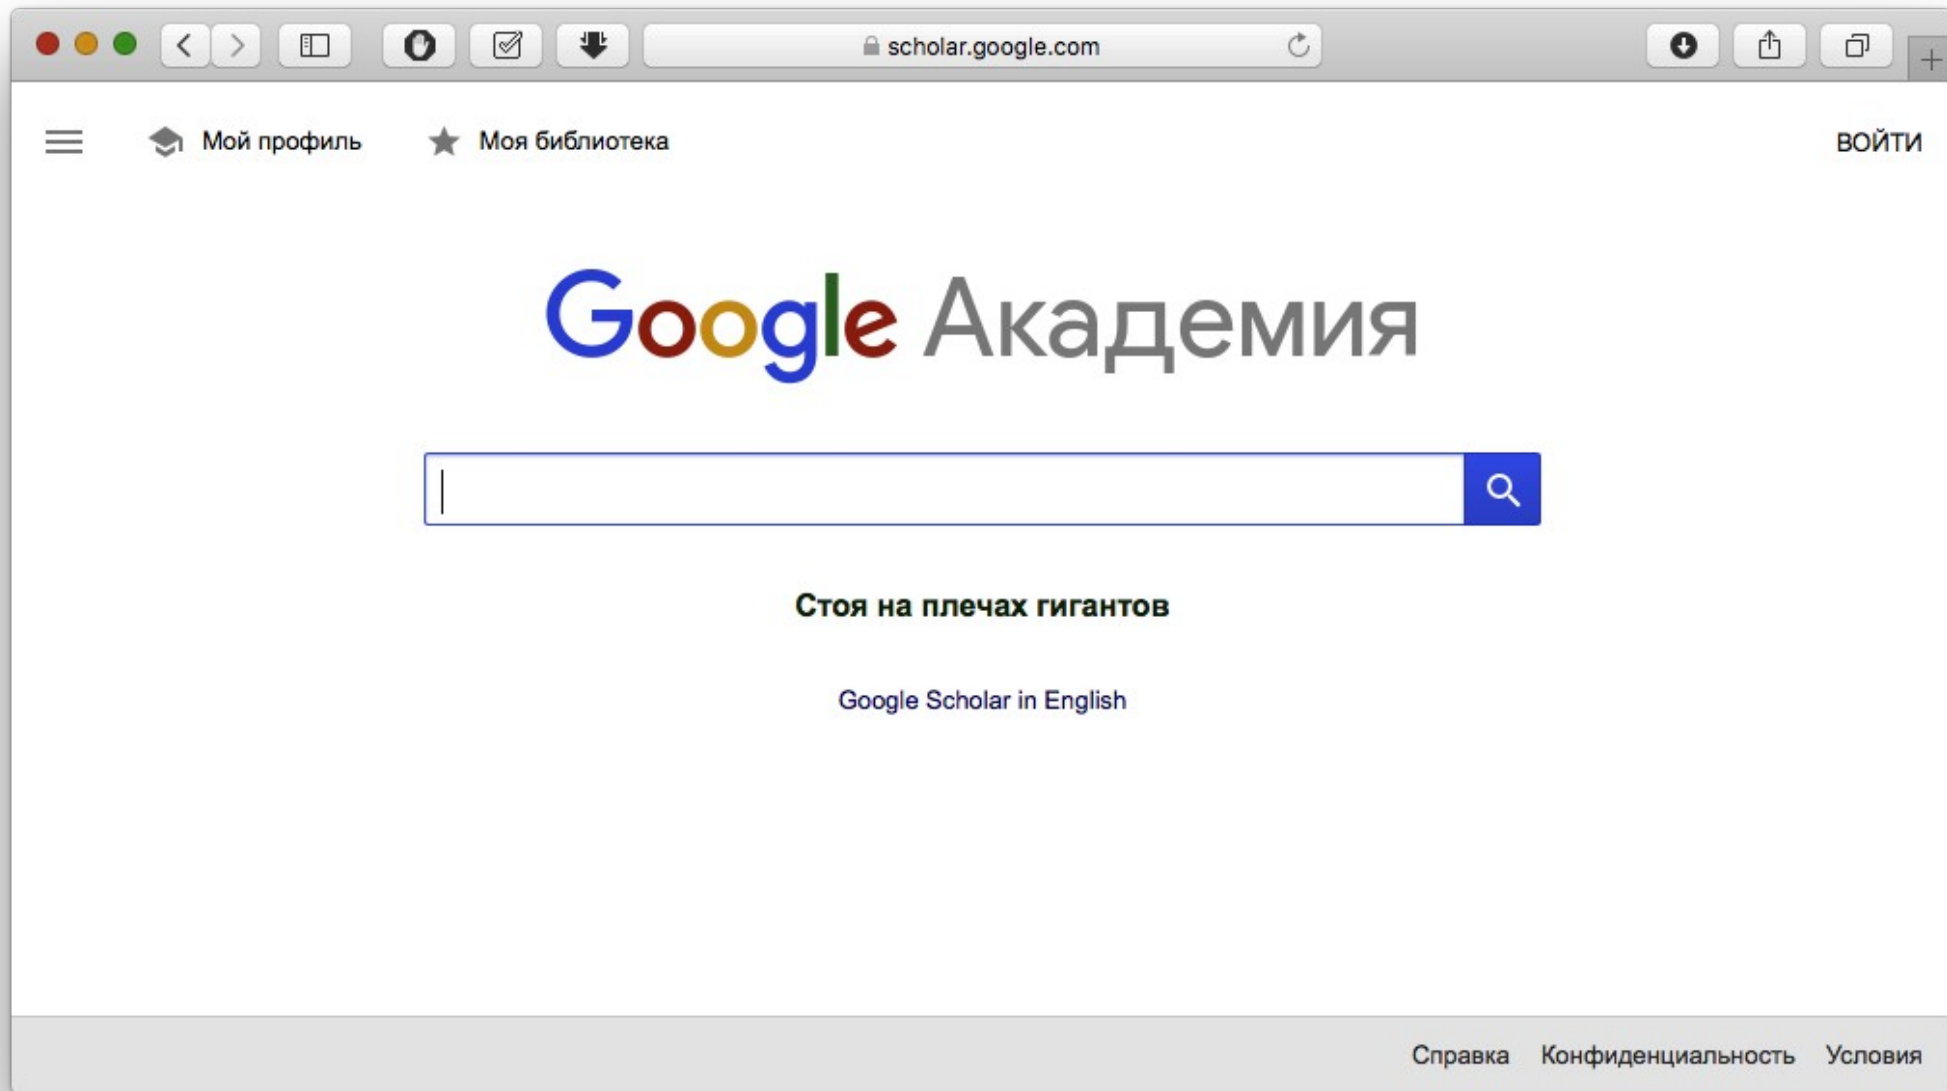 scholar.google.com
Мой профиль Моя библиотека ВОЙТИ
Google Академия
Стоя на плечах гигантов
Google Scholar in English
Справка Конфиденциальность Условия